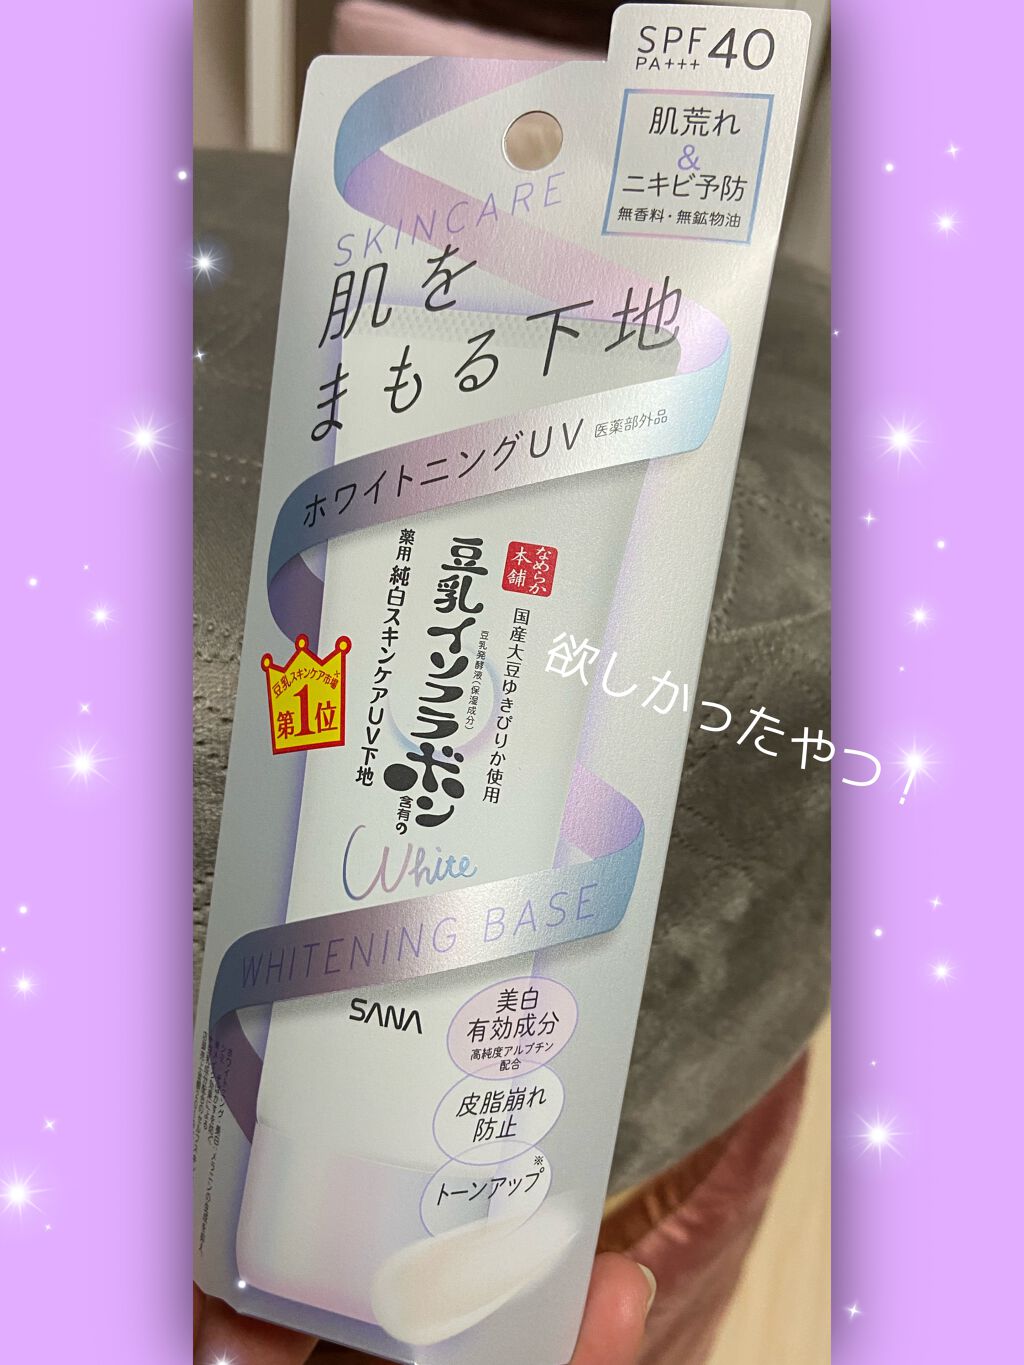 SPF40
PA+++
肌荒れ
&
ニキビ予防
無香料・無鉱物油
SKINCARE
肌を
まもる下地
ホワイトニングUV 医薬部外品
なめらか
本舗
国産大豆ゆきぴりか使用
豆乳発酵液(保湿成分)
豆乳イソフラボン
含有の
薬用 純白スキンケアUV下地
豆乳スキンケア市場※
第1位
欲しかったやつ!
White
WHITENING BASE
SANA
美白
有効成分
高純度アルブチン
配合
皮脂崩れ
防止
※
トーンアップ